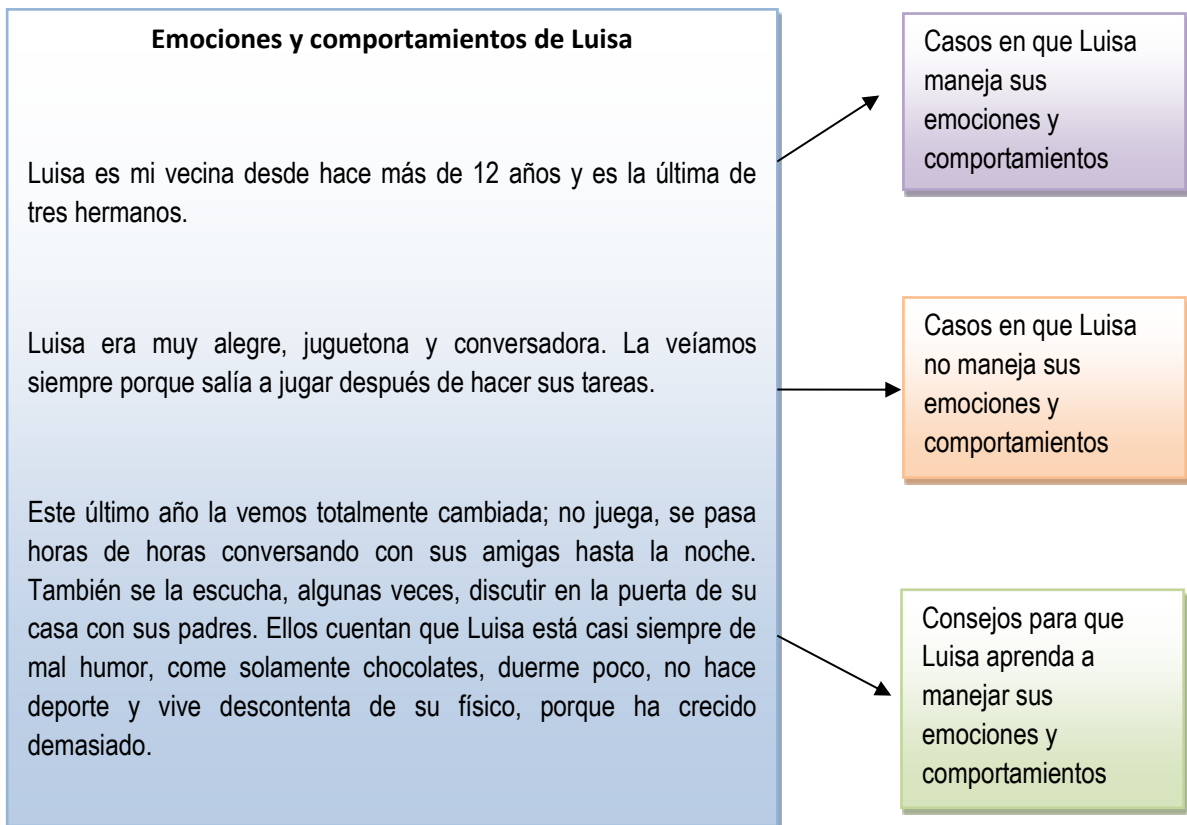 Emociones y comportamientos de Luisa
Luisa es mi vecina desde hace más de 12 años y es la última de
tres hermanos.
Luisa era muy alegre, juguetona y conversadora. La veíamos
siempre porque salía a jugar después de hacer sus tareas.
Este último año la vemos totalmente cambiada; no juega, se pasa
horas de horas conversando con sus amigas hasta la noche.
También se la escucha, algunas veces, discutir en la puerta de su
casa con sus padres. Ellos cuentan que Luisa está casi siempre de
mal humor, come solamente chocolates, duerme poco, no hace
deporte y vive descontenta de su físico, porque ha crecido
demasiado.
Casos en que Luisa
maneja sus
emociones y
comportamientos
Casos en que Luisa
no maneja sus
emociones y
comportamientos
Consejos para que
Luisa aprenda a
manejar sus
emociones y
comportamientos